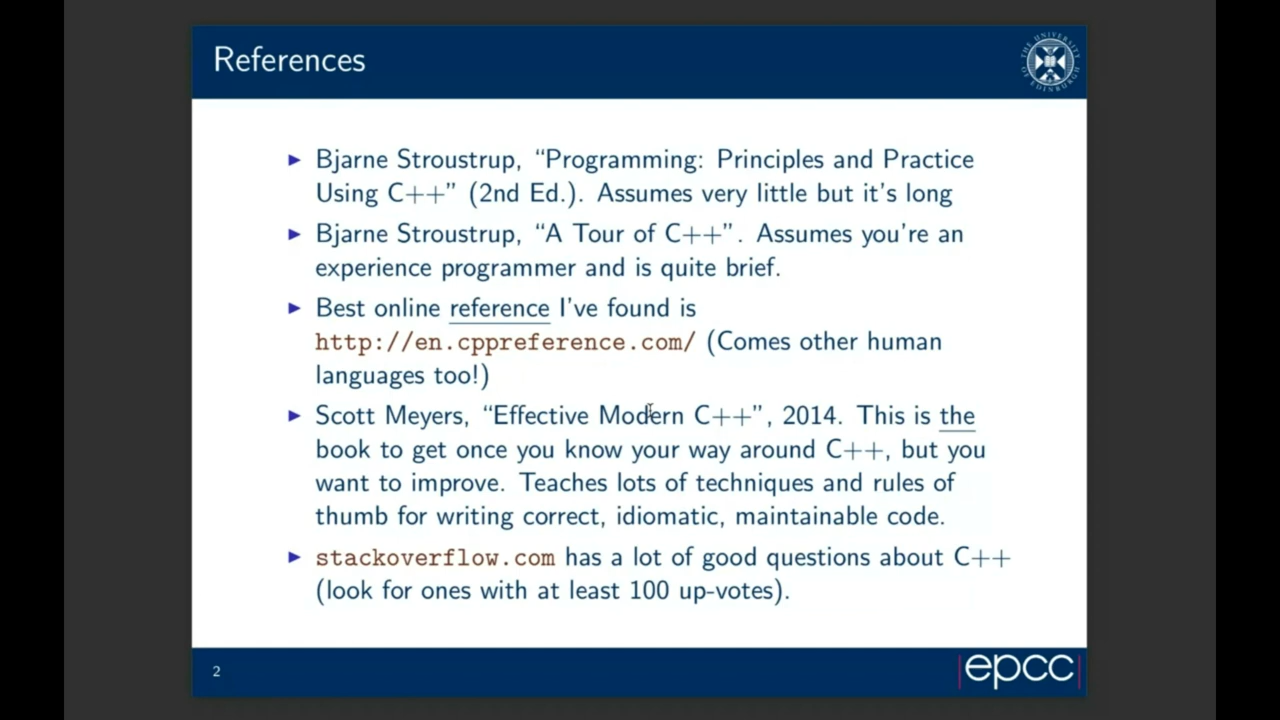 References
THE UNIVERSITY OF EDINBURGH
▶ Bjarne Stroustrup, “Programming: Principles and Practice
Using C++” (2nd Ed.). Assumes very little but it’s long
▶ Bjarne Stroustrup, “A Tour of C++”. Assumes you’re an
experience programmer and is quite brief.
▶ Best online reference I’ve found is
http://en.cppreference.com/ (Comes other human
languages too!)
▶ Scott Meyers, “Effective Modern C++”, 2014. This is the
book to get once you know your way around C++, but you
want to improve. Teaches lots of techniques and rules of
thumb for writing correct, idiomatic, maintainable code.
▶ stackoverflow.com has a lot of good questions about C++
(look for ones with at least 100 up-votes).
2
epcc